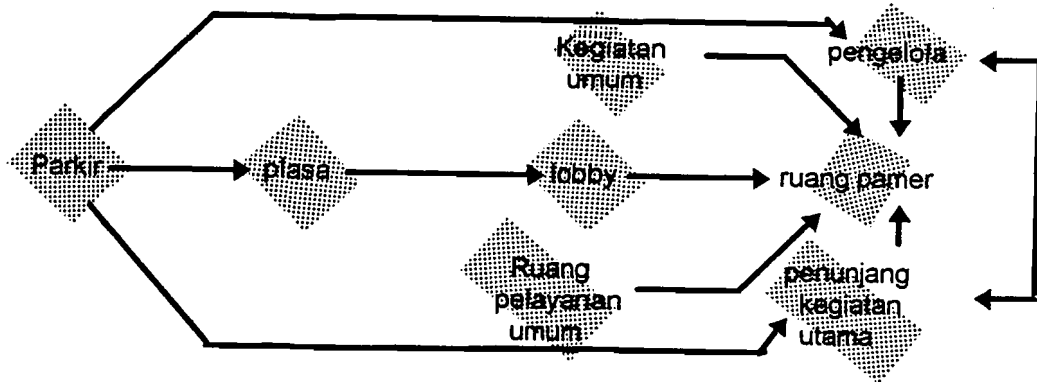 Kegiatan
umum
pengelola
Parkir
plasa
lobby
ruang pamer
Ruang
pelayanan
umum
penunjang
kegiatan
utama